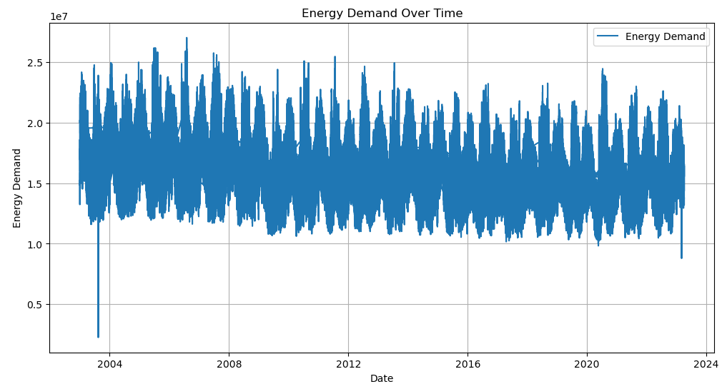 Energy Demand Over Time
1e7
Energy Demand
2.5
2.0
1.5
1.0
0.5
Energy Demand
2004
2008
2012
2016
2020
2024
Date